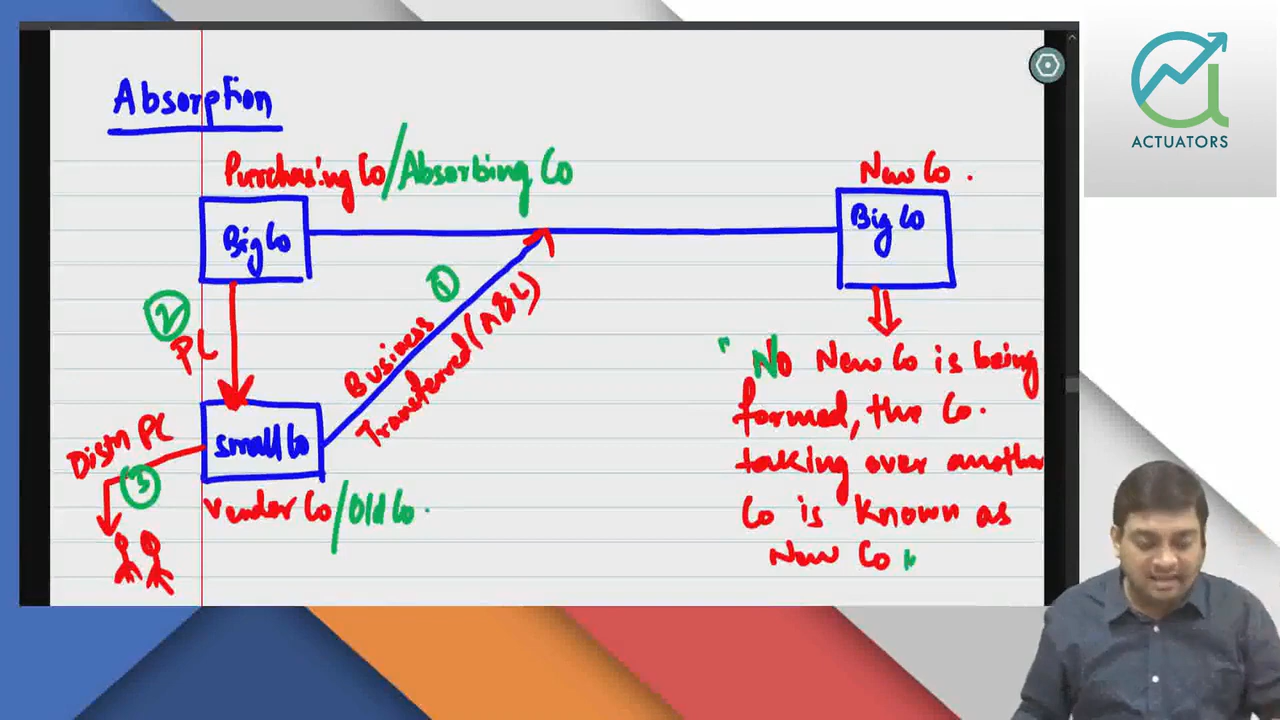 Absorption
Purchasing Co/Absorbing Co
New Co.
Big Co
Big Co
①
②
PC
Business
Transferred (A&L)
Small Co
Distn PC
③
Vendor Co/Old Co.
" No New Co is being
formed, the Co.
taking over another
Co is known as
New Co "
ACTUATORS